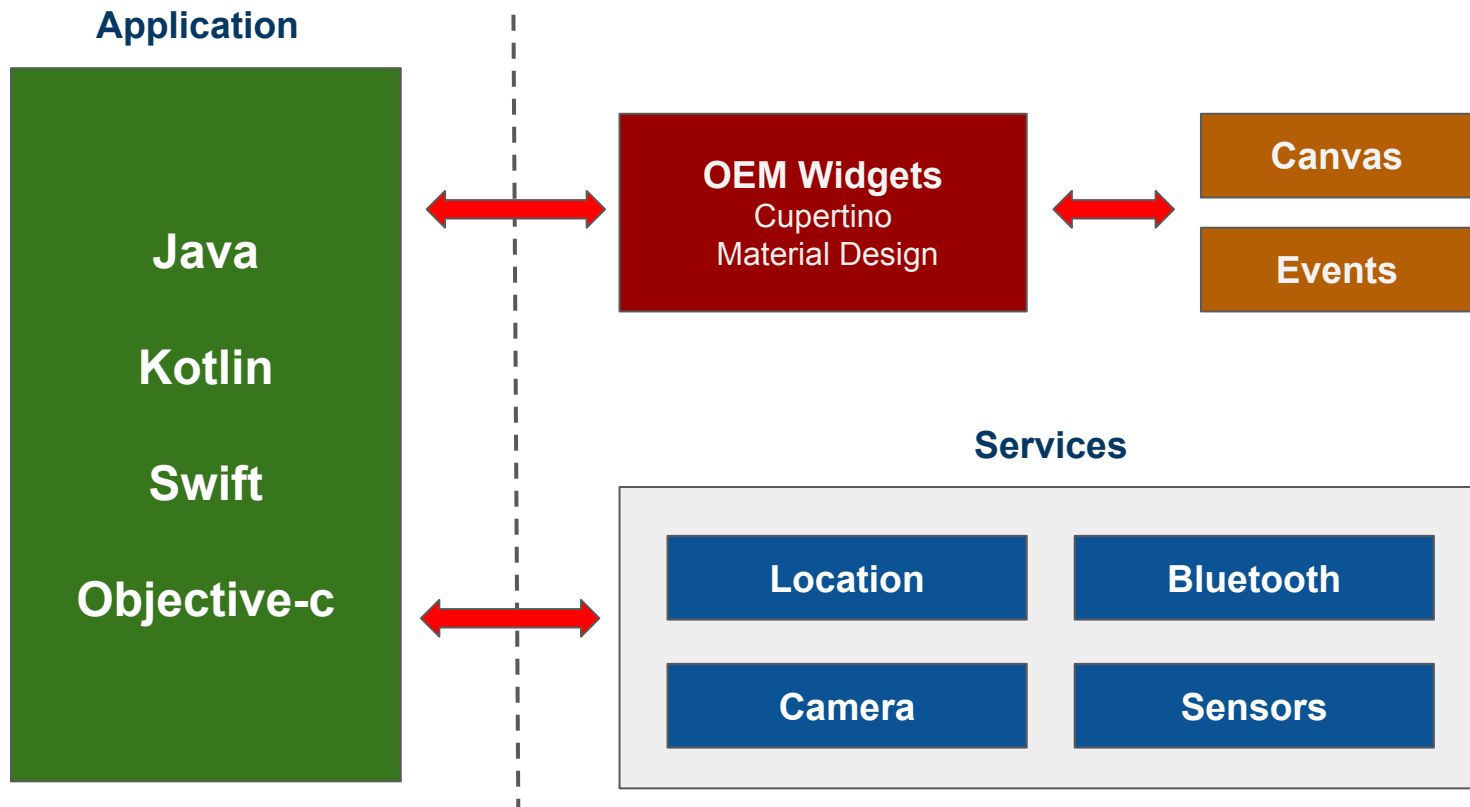 Application
Java
Kotlin
Swift
Objective-c
OEM Widgets
Cupertino
Material Design
Canvas
Events
Services
Location
Bluetooth
Camera
Sensors